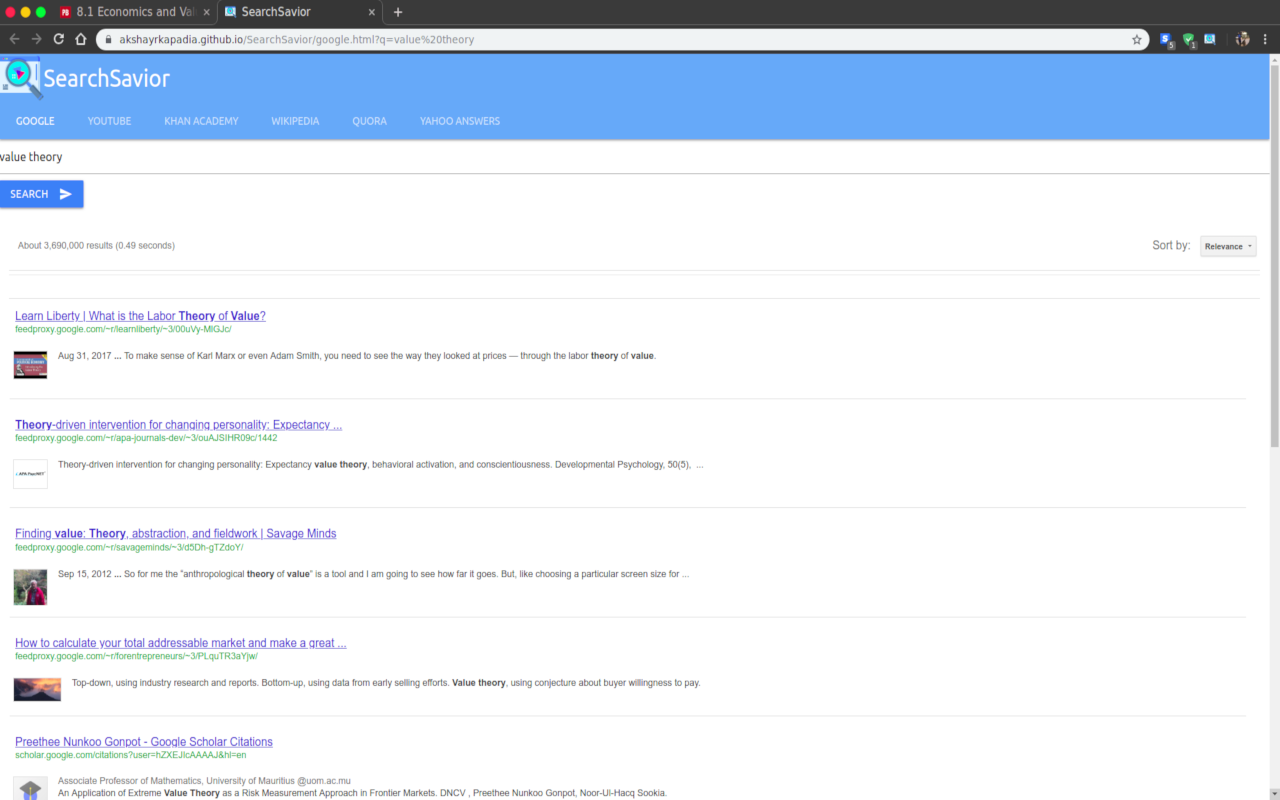 8.1 Economics and Val
SearchSavior
akshayrkapadia.github.io/SearchSavior/google.html?q=value%20theory
5
1
SearchSavior
GOOGLE YOUTUBE KHAN ACADEMY WIKIPEDIA QUORA YAHOO ANSWERS
value theory
SEARCH
About 3,690,000 results (0.49 seconds)
Sort by: Relevance
Learn Liberty | What is the Labor Theory of Value?
feedproxy.google.com/~r/learnliberty/~3/00uVy-MlGJc/
Aug 31, 2017 ... To make sense of Karl Marx or even Adam Smith, you need to see the way they looked at prices — through the labor theory of value.
Theory-driven intervention for changing personality: Expectancy ...
feedproxy.google.com/~r/apa-journals-dev/~3/ouAJSIHR09c/1442
Theory-driven intervention for changing personality: Expectancy value theory, behavioral activation, and conscientiousness. Developmental Psychology, 50(5), ...
Finding value: Theory, abstraction, and fieldwork | Savage Minds
feedproxy.google.com/~r/savageminds/~3/d5Dh-gTZdoY/
Sep 15, 2012 ... So for me the "anthropological theory of value" is a tool and I am going to see how far it goes. But, like choosing a particular screen size for ...
How to calculate your total addressable market and make a great ...
feedproxy.google.com/~r/forentrepreneurs/~3/PLquTR3aYjw/
Top-down, using industry research and reports. Bottom-up, using data from early selling efforts. Value theory, using conjecture about buyer willingness to pay.
Preethee Nunkoo Gonpot - Google Scholar Citations
scholar.google.com/citations?user=hZXEJIcAAAAJ&hl=en
Associate Professor of Mathematics, University of Mauritius @uom.ac.mu
An Application of Extreme Value Theory as a Risk Measurement Approach in Frontier Markets. DNCV , Preethee Nunkoo Gonpot, Noor-Ul-Hacq Sookia.